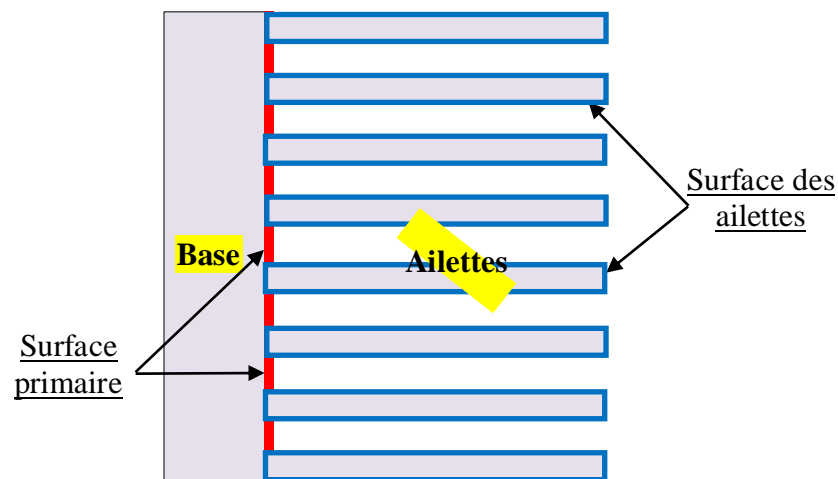 Surface des
ailettes
Base
Ailettes
Surface
primaire